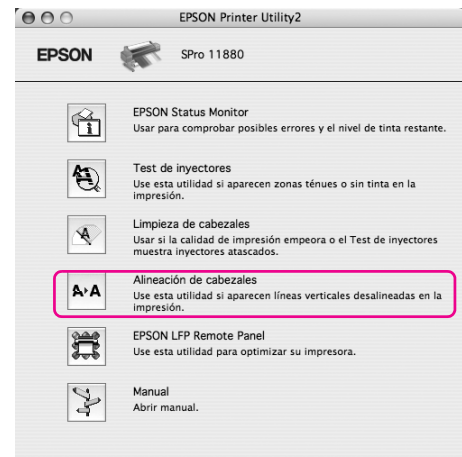 EPSON Printer Utility2
EPSON
SPro 11880
EPSON Status Monitor
Usar para comprobar posibles errores y el nivel de tinta restante.
Test de inyectores
Use esta utilidad si aparecen zonas ténues o sin tinta en la
impresión.
Limpieza de cabezales
Usar si la calidad de impresión empeora o el Test de inyectores
muestra inyectores atascados.
A▸A
Alineación de cabezales
Use esta utilidad si aparecen líneas verticales desalineadas en la
impresión.
EPSON LFP Remote Panel
Use esta utilidad para optimizar su impresora.
Manual
Abrir manual.